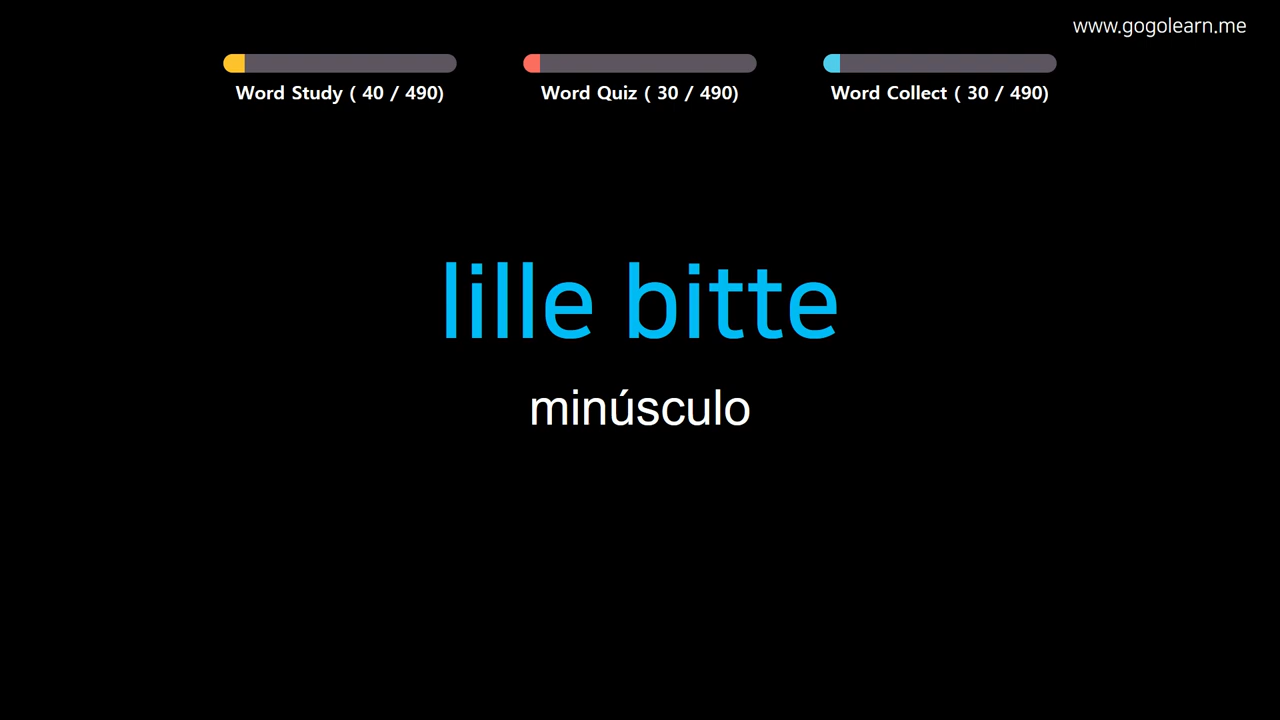 www.gogolearn.me
Word Study ( 40 / 490)
Word Quiz ( 30 / 490)
Word Collect ( 30 / 490)
lille bitte
minúsculo